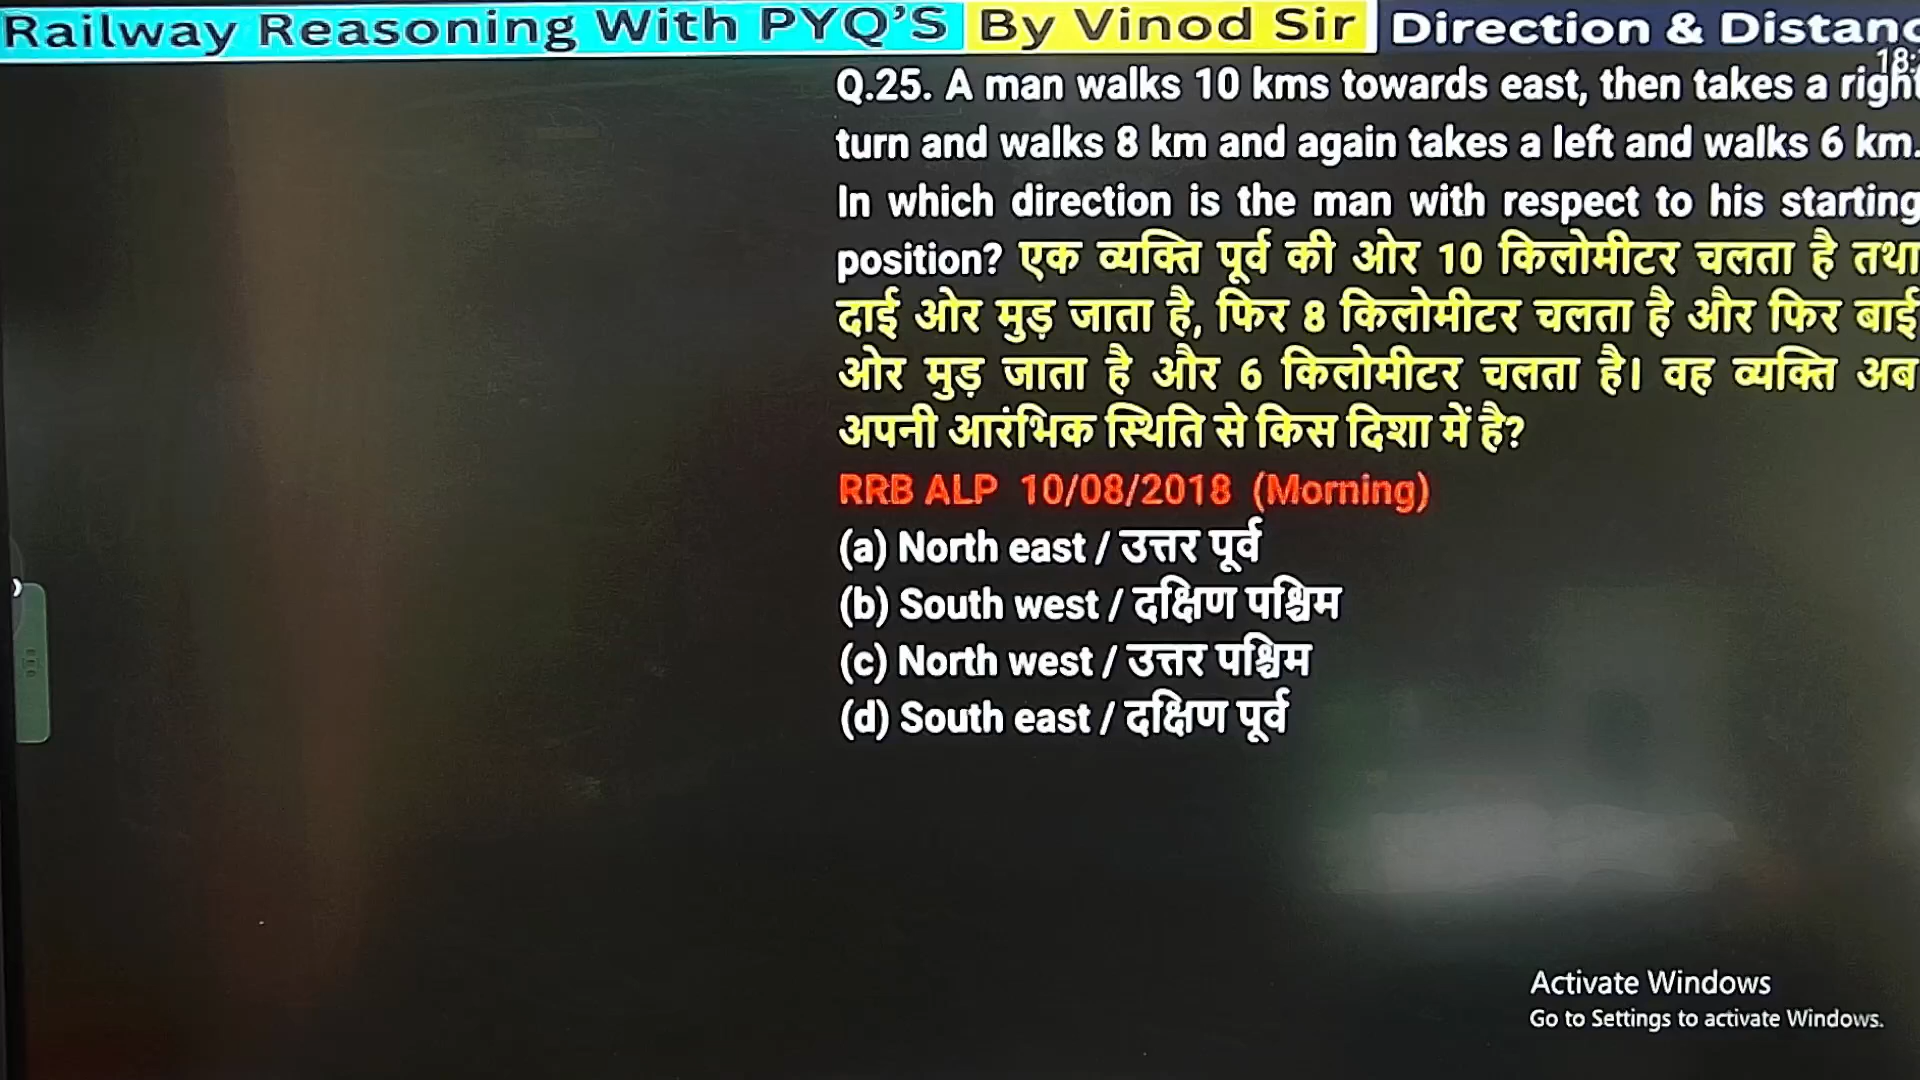 Railway Reasoning With PYQ'S By Vinod Sir Direction & Distanc
18:
Q.25. A man walks 10 kms towards east, then takes a right
turn and walks 8 km and again takes a left and walks 6 km.
In which direction is the man with respect to his starting
position? एक व्यक्ति पूर्व की ओर 10 किलोमीटर चलता है तथा
दाई ओर मुड़ जाता है, फिर 8 किलोमीटर चलता है और फिर बाई
ओर मुड़ जाता है और 6 किलोमीटर चलता है। वह व्यक्ति अब
अपनी आरंभिक स्थिति से किस दिशा में है?
RRB ALP 10/08/2018 (Morning)
(a) North east / उत्तर पूर्व
(b) South west / दक्षिण पश्चिम
(c) North west / उत्तर पश्चिम
(d) South east / दक्षिण पूर्व
Activate Windows
Go to Settings to activate Windows.